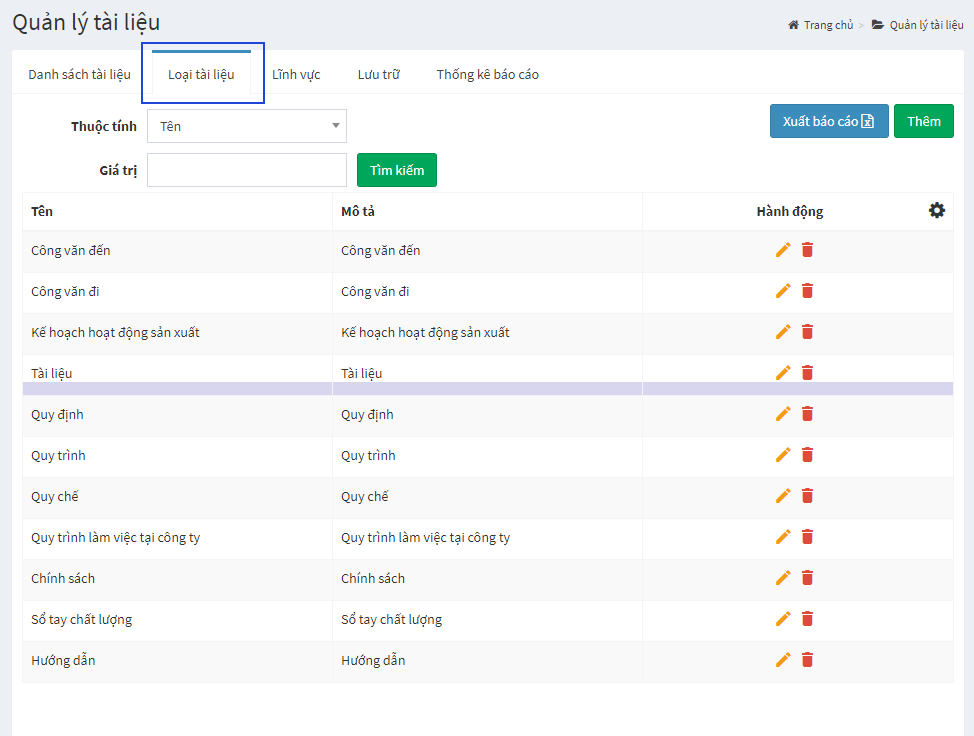 Quản lý tài liệu
Trang chủ > Quản lý tài liệu
Danh sách tài liệu Loại tài liệu Lĩnh vực Lưu trữ Thống kê báo cáo
Thuộc tính Tên Xuất báo cáo Thêm
Giá trị Tìm kiếm
Tên Mô tả Hành động
Công văn đến Công văn đến
Công văn đi Công văn đi
Kế hoạch hoạt động sản xuất Kế hoạch hoạt động sản xuất
Tài liệu Tài liệu
Quy định Quy định
Quy trình Quy trình
Quy chế Quy chế
Quy trình làm việc tại công ty Quy trình làm việc tại công ty
Chính sách Chính sách
Sổ tay chất lượng Sổ tay chất lượng
Hướng dẫn Hướng dẫn